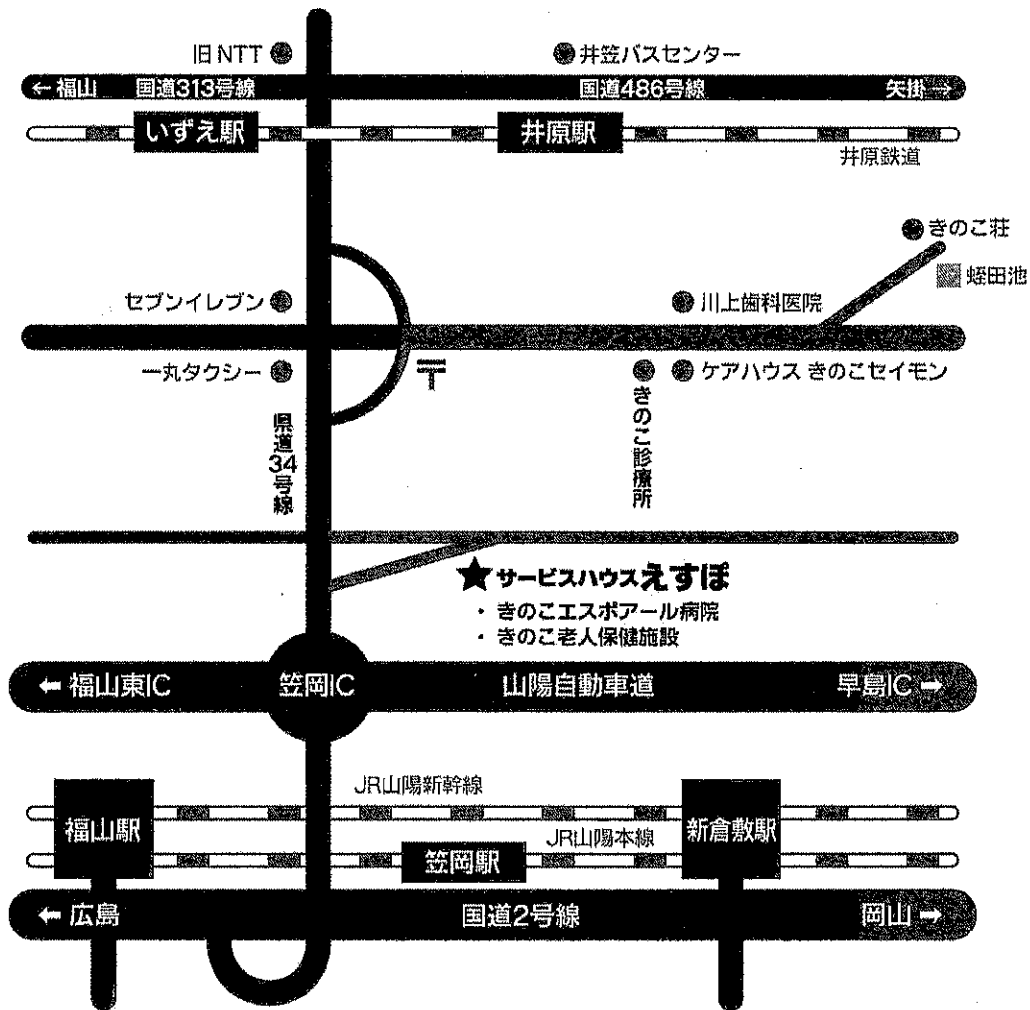 旧NTT
井笠バスセンター
← 福山 国道313号線 国道486号線 矢掛 →
いずえ駅
井原駅
井原鉄道
きのこ荘
蛭田池
セブンイレブン
川上歯科医院
一丸タクシー
〒
ケアハウス きのこセイモン
きのこ診療所
県道34号線
★サービスハウスえすぽ
・きのこエスポアール病院
・きのこ老人保健施設
← 福山東IC 笠岡IC 山陽自動車道 早島IC →
JR山陽新幹線
福山駅
新倉敷駅
JR山陽本線
笠岡駅
← 広島 国道2号線 岡山 →